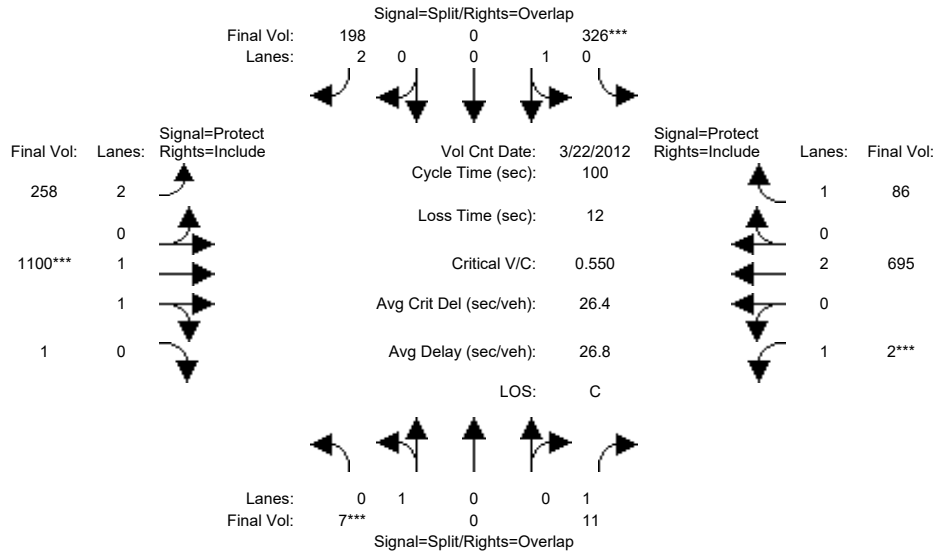 Signal=Split/Rights=Overlap
Final Vol: 198 0 326***
Lanes: 2 0 0 1 0
Signal=Protect
Final Vol: Lanes: Rights=Include
Vol Cnt Date: 3/22/2012
Signal=Protect
Rights=Include Lanes: Final Vol:
Cycle Time (sec): 100
258 2
1 86
Loss Time (sec): 12
0
0
1100*** 1
Critical V/C: 0.550
2 695
1
Avg Crit Del (sec/veh): 26.4
0
1 0
Avg Delay (sec/veh): 26.8
1 2***
LOS: C
Lanes: 0 1 0 0 1
Final Vol: 7*** 0 11
Signal=Split/Rights=Overlap